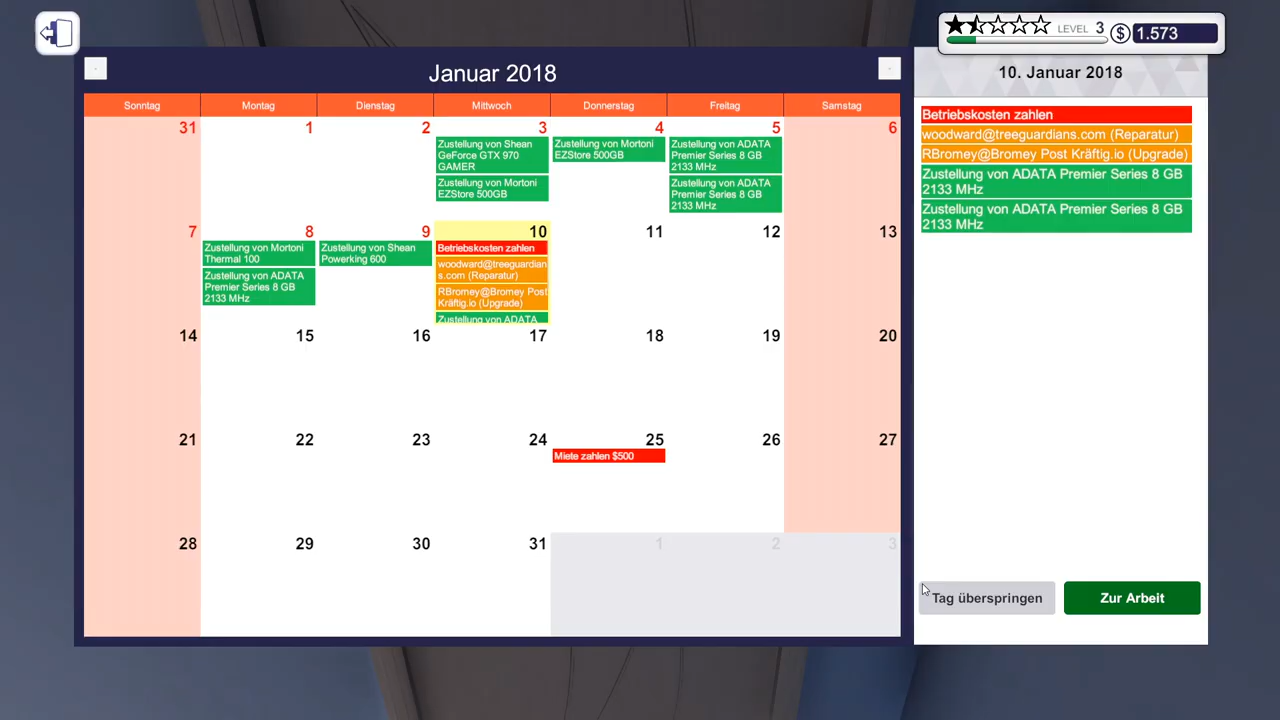 LEVEL 3
$ 1.573
Januar 2018
Sonntag Montag Dienstag Mittwoch Donnerstag Freitag Samstag
31 1 2 3 4 5 6
Zustellung von Shean
GeForce GTX 970
GAMER
Zustellung von Mortoni
EZStore 500GB
Zustellung von Mortoni
EZStore 500GB
Zustellung von ADATA
Premier Series 8 GB
2133 MHz
Zustellung von ADATA
Premier Series 8 GB
2133 MHz
7 8 9 10 11 12 13
Zustellung von Mortoni
Thermal 100
Zustellung von ADATA
Premier Series 8 GB
2133 MHz
Zustellung von Shean
Powerking 600
Betriebskosten zahlen
woodward@treeguardian
s.com (Reparatur)
RBromey@Bromey Post
Kräftig.io (Upgrade)
Zustellung von ADATA
14 15 16 17 18 19 20
21 22 23 24 25 26 27
Miete zahlen $500
28 29 30 31 1 2 3
10. Januar 2018
Betriebskosten zahlen
woodward@treeguardians.com (Reparatur)
RBromey@Bromey Post Kräftig.io (Upgrade)
Zustellung von ADATA Premier Series 8 GB
2133 MHz
Zustellung von ADATA Premier Series 8 GB
2133 MHz
Tag überspringen
Zur Arbeit